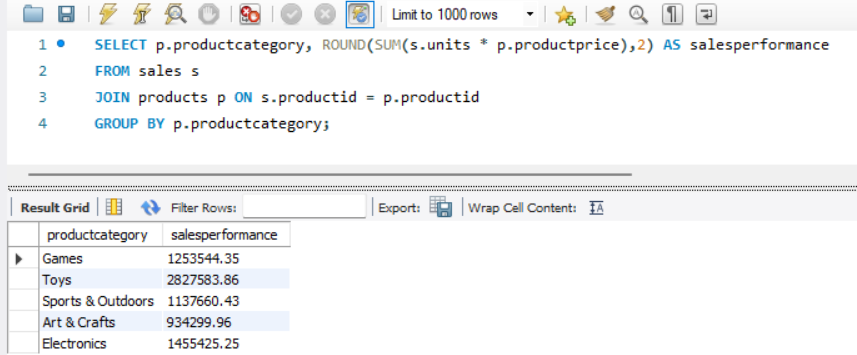 Limit to 1000 rows
1 SELECT p.productcategory, ROUND(SUM(s.units * p.productprice),2) AS salesperformance
2 FROM sales s
3 JOIN products p ON s.productid = p.productid
4 GROUP BY p.productcategory;
Result Grid Filter Rows: Export: Wrap Cell Content: IA
productcategory salesperformance
Games 1253544.35
Toys 2827583.86
Sports & Outdoors 1137660.43
Art & Crafts 934299.96
Electronics 1455425.25